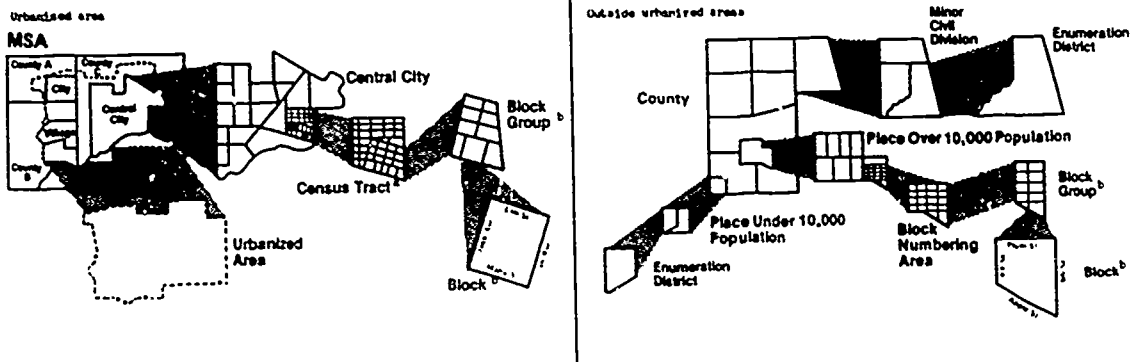 Urbanized area
MSA
County A
County C
City
Central City
Village
County B
Central City
Census Tract
Block Group b
Block b
Urbanized Area
Outside urbanized areas
Minor Civil Division
Enumeration District
County
Place Over 10,000 Population
Place Under 10,000 Population
Enumeration District
Block Numbering Area
Block Group b
Block b